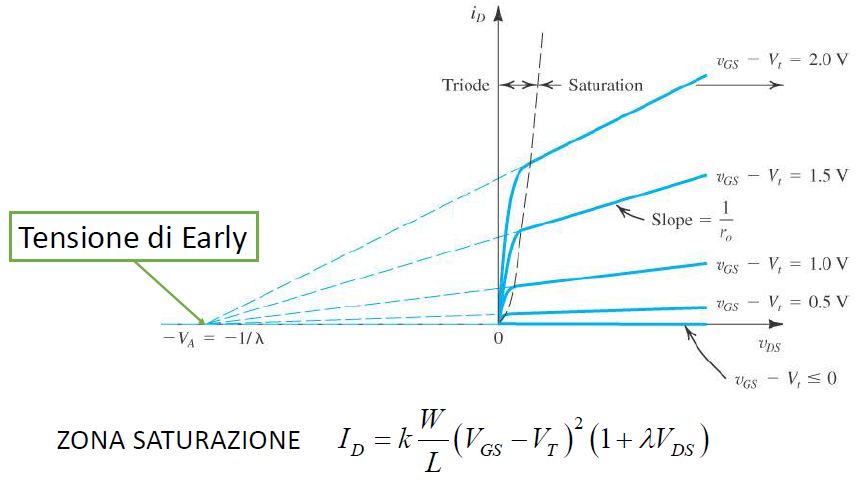 i_D
v_GS − V_t = 2.0 V
Triode
Saturation
v_GS − V_t = 1.5 V
Slope = 1/r_o
Tensione di Early
v_GS − V_t = 1.0 V
v_GS − V_t = 0.5 V
−V_A = −1/λ
0
v_DS
v_GS − V_t ≤ 0
ZONA SATURAZIONE I_D = k W/L (V_GS − V_T)² (1 + λV_DS)